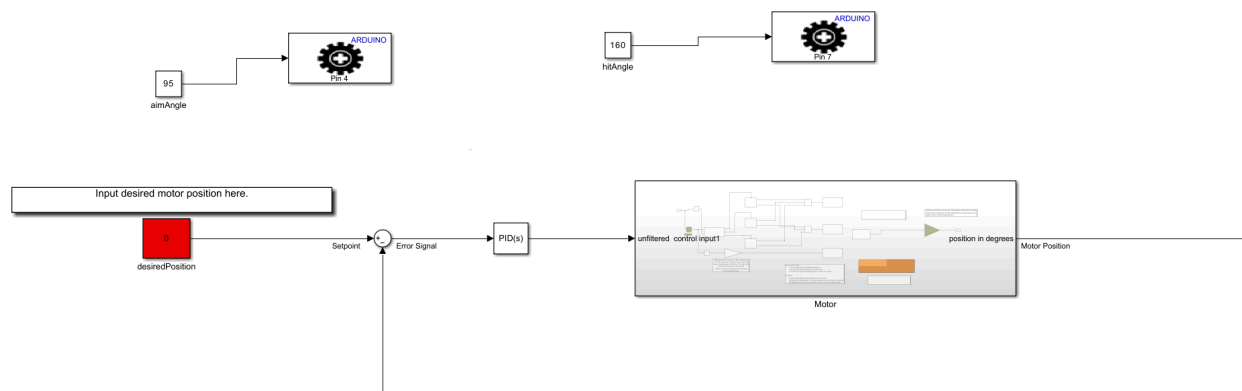 ARDUINO
Pin 4
95
aimAngle
160
hitAngle
ARDUINO
Pin 7
Input desired motor position here.
0
desiredPosition
Setpoint
+
−
Error Signal
PID(s)
unfiltered control input1
position in degrees
Motor
Motor Position